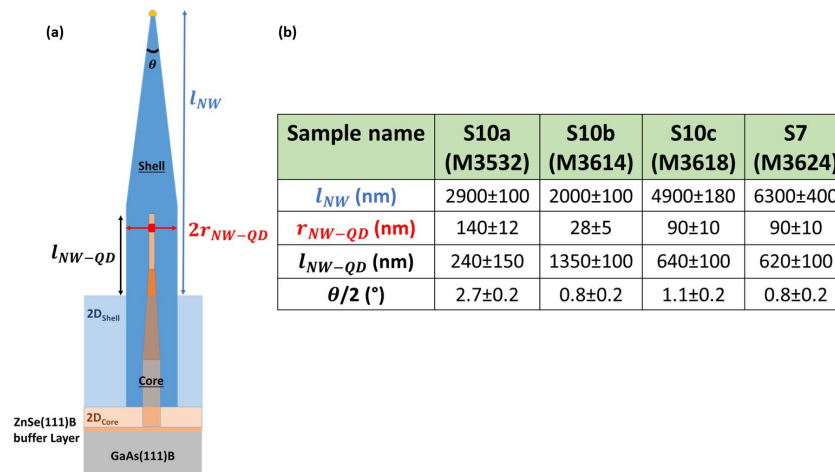 (a)
(b)
θ
l_NW
Shell
2r_NW-QD
l_NW-QD
2D_Shell
Core
2D_Core
ZnSe(111)B
buffer Layer
GaAs(111)B
Sample name S10a (M3532) S10b (M3614) S10c (M3618) S7 (M3624)
l_NW (nm) 2900±100 2000±100 4900±180 6300±400
r_NW-QD (nm) 140±12 28±5 90±10 90±10
l_NW-QD (nm) 240±150 1350±100 640±100 620±100
θ/2 (°) 2.7±0.2 0.8±0.2 1.1±0.2 0.8±0.2